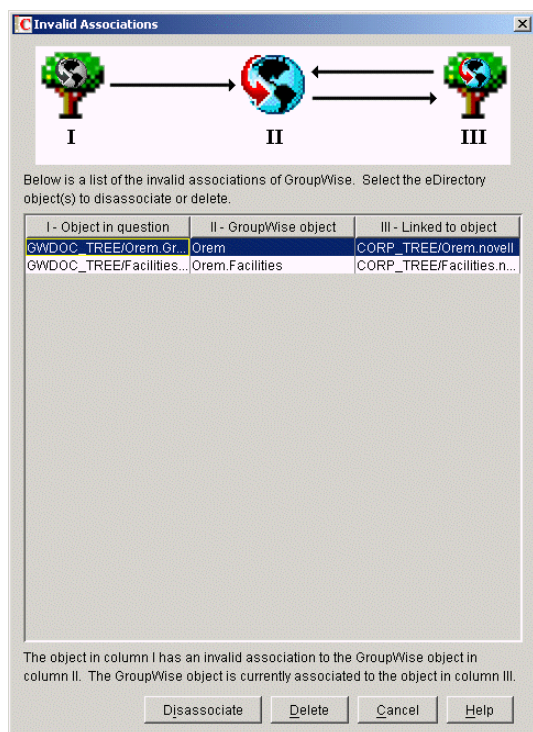 Invalid Associations
I II III
Below is a list of the invalid associations of GroupWise. Select the eDirectory
object(s) to disassociate or delete.
I - Object in question II - GroupWise object III - Linked to object
GWDOC_TREE/Orem.Gr... Orem CORP_TREE/Orem.novell
GWDOC_TREE/Facilities... Orem.Facilities CORP_TREE/Facilities.n...
The object in column I has an invalid association to the GroupWise object in
column II. The GroupWise object is currently associated to the object in column III.
Disassociate Delete Cancel Help